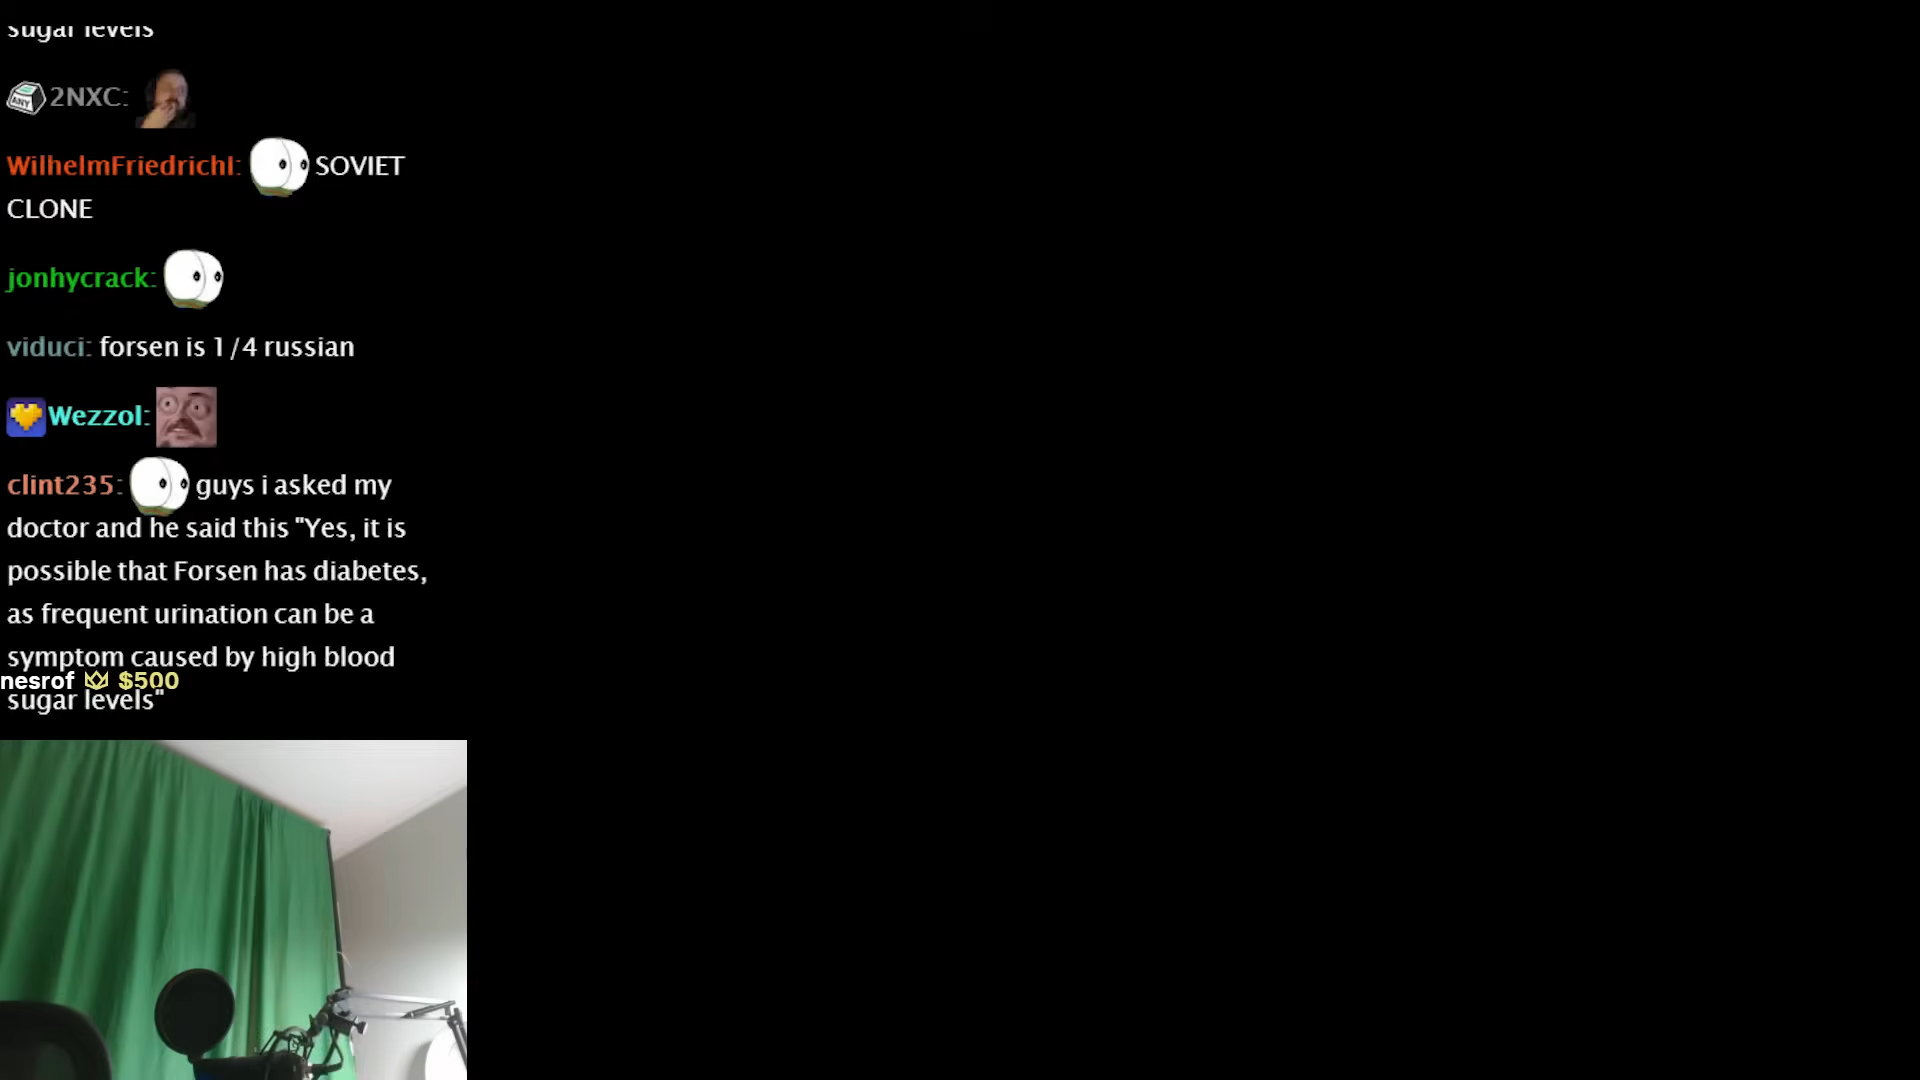 sugar levels
ANY 2NXC:
WilhelmFriedrichI: SOVIET
CLONE
jonhycrack:
viduci: forsen is 1/4 russian
Wezzol:
clint235: guys i asked my
doctor and he said this "Yes, it is
possible that Forsen has diabetes,
as frequent urination can be a
symptom caused by high blood
nesrof $500
sugar levels"